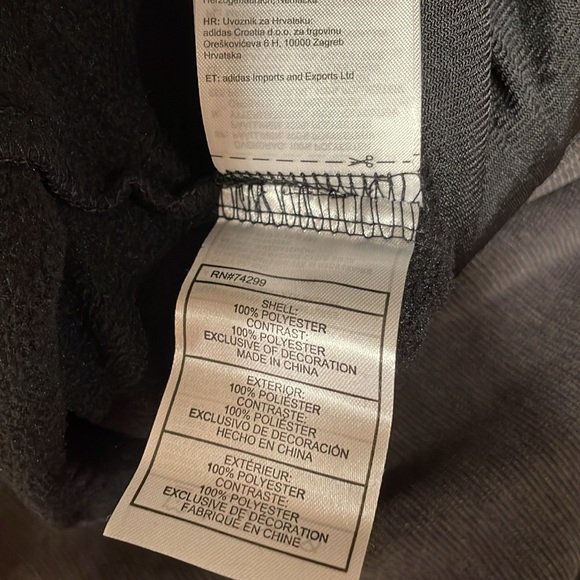 Herzogenaurach, Njemačka
HR: Uvoznik za Hrvatsku:
adidas Croatia d.o.o. za trgovinu
Oreškovićeva 6 H, 10000 Zagreb
Hrvatska
ET: adidas Imports and Exports Ltd
RN#74299
SHELL:
100% POLYESTER
CONTRAST:
100% POLYESTER
EXCLUSIVE OF DECORATION
MADE IN CHINA
EXTERIOR:
100% POLIÉSTER
CONTRASTE:
100% POLIÉSTER
EXCLUSIVO DE DECORACIÓN
HECHO EN CHINA
EXTÉRIEUR:
100% POLYESTER
CONTRASTE:
100% POLYESTER
EXCLUSIVE DE DÉCORATION
FABRIQUÉ EN CHINE